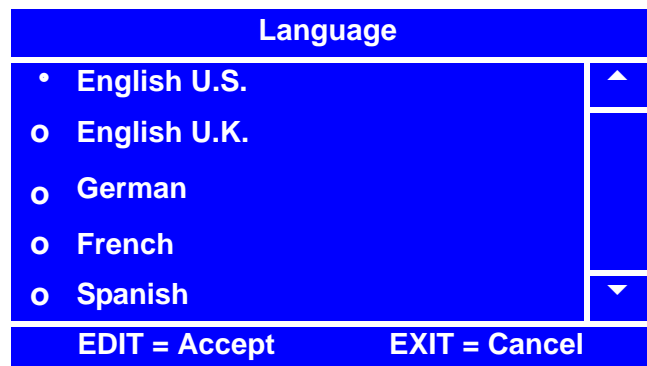 Language
• English U.S.
o English U.K.
o German
o French
o Spanish
EDIT = Accept EXIT = Cancel